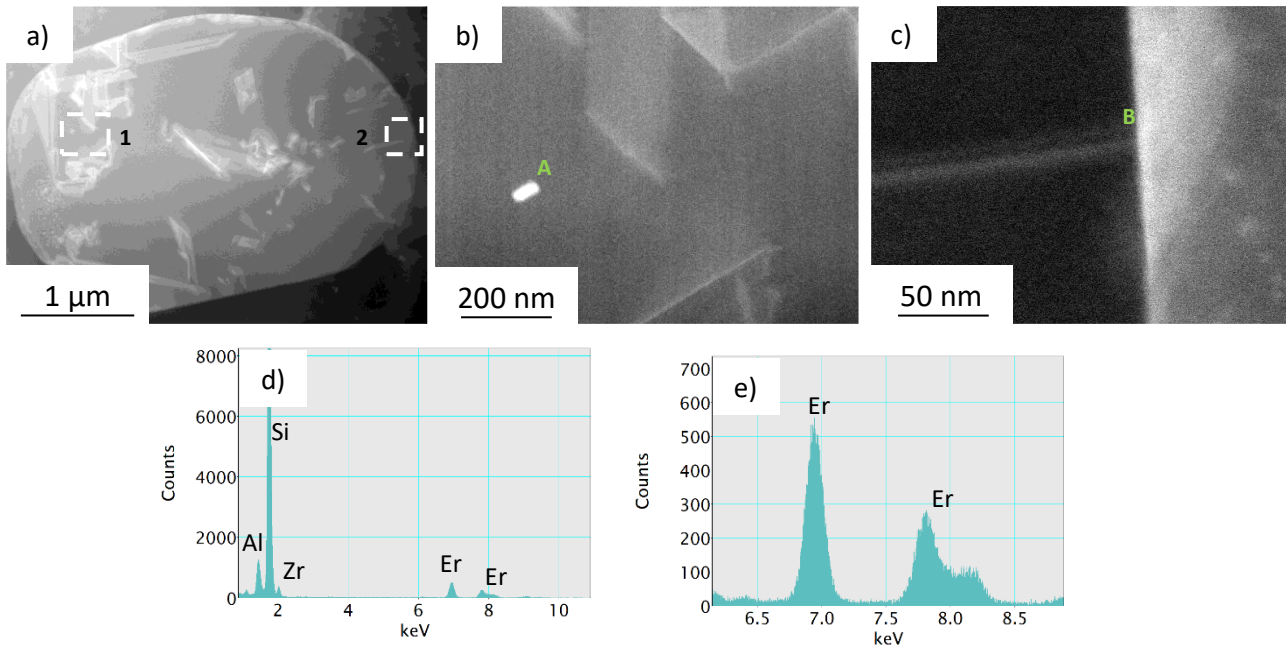 a)
1
2
1 µm
b)
A
200 nm
c)
B
50 nm
d)
8000
6000
4000
2000
0
Counts
Al
Si
Zr
Er
Er
2
4
6
8
10
keV
e)
700
600
500
400
300
200
100
0
Counts
Er
Er
6.5
7.0
7.5
8.0
8.5
keV